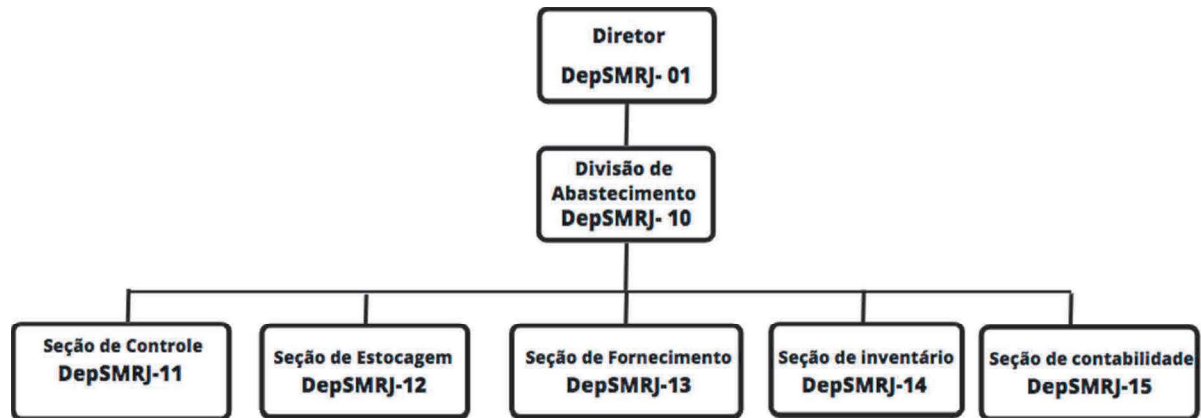 Diretor
DepSMRJ- 01
Divisão de
Abastecimento
DepSMRJ- 10
Seção de Controle
DepSMRJ-11
Seção de Estocagem
DepSMRJ-12
Seção de Fornecimento
DepSMRJ-13
Seção de inventário
DepSMRJ-14
Seção de contabilidade
DepSMRJ-15